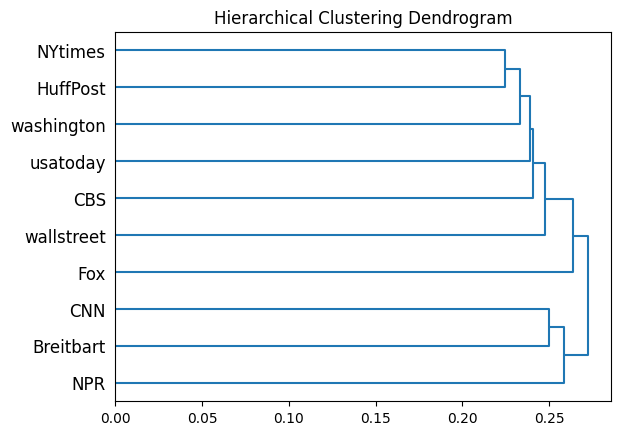 Hierarchical Clustering Dendrogram
NYtimes
HuffPost
washington
usatoday
CBS
wallstreet
Fox
CNN
Breitbart
NPR
0.00 0.05 0.10 0.15 0.20 0.25